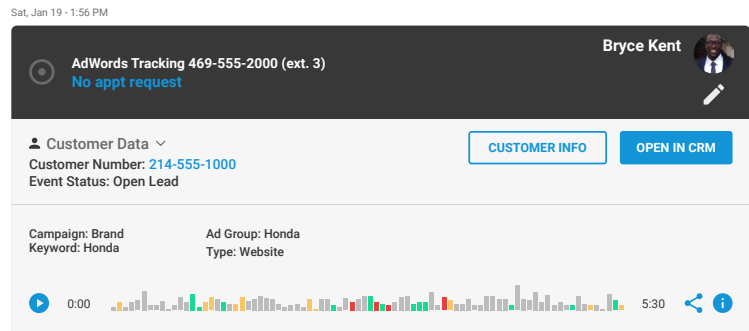 Sat, Jan 19 - 1:56 PM
Bryce Kent
AdWords Tracking 469-555-2000 (ext. 3)
No appt request
Customer Data
CUSTOMER INFO
OPEN IN CRM
Customer Number: 214-555-1000
Event Status: Open Lead
Campaign: Brand
Ad Group: Honda
Keyword: Honda
Type: Website
0:00
5:30